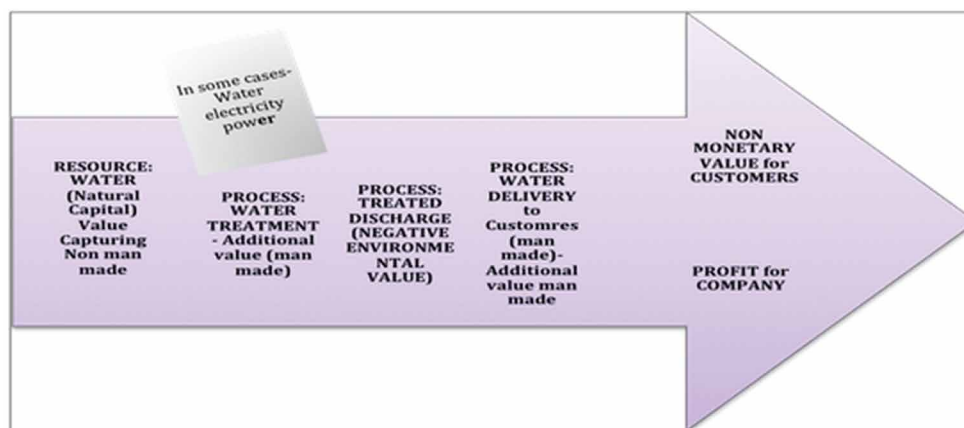 In some cases-
Water
electricity
power
RESOURCE:
WATER
(Natural
Capital)
Value
Capturing
Non man
made
PROCESS:
WATER
TREATMENT
- Additional
value (man
made)
PROCESS:
TREATED
DISCHARGE
(NEGATIVE
ENVIRONME
NTAL
VALUE)
PROCESS:
WATER
DELIVERY
to
Customres
(man
made)-
Additional
value man
made
NON
MONETARY
VALUE for
CUSTOMERS
PROFIT for
COMPANY